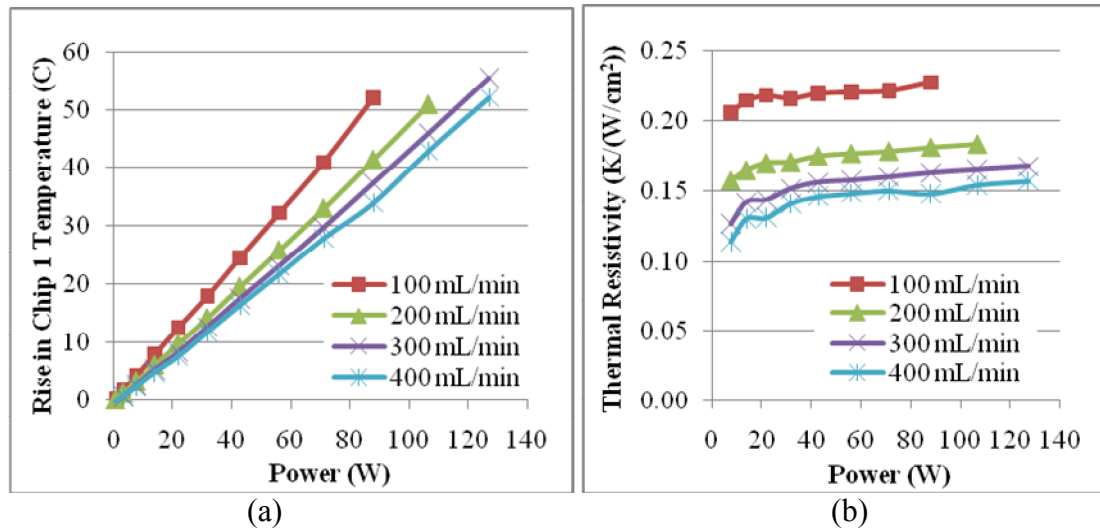 Rise in Chip 1 Temperature (C)
60
50
40
30
20
10
0
100 mL/min
200 mL/min
300 mL/min
400 mL/min
0 20 40 60 80 100 120 140
Power (W)
(a)
Thermal Resistivity (K/(W/cm²))
0.25
0.20
0.15
0.10
0.05
0.00
100 mL/min
200 mL/min
300 mL/min
400 mL/min
0 20 40 60 80 100 120 140
Power (W)
(b)